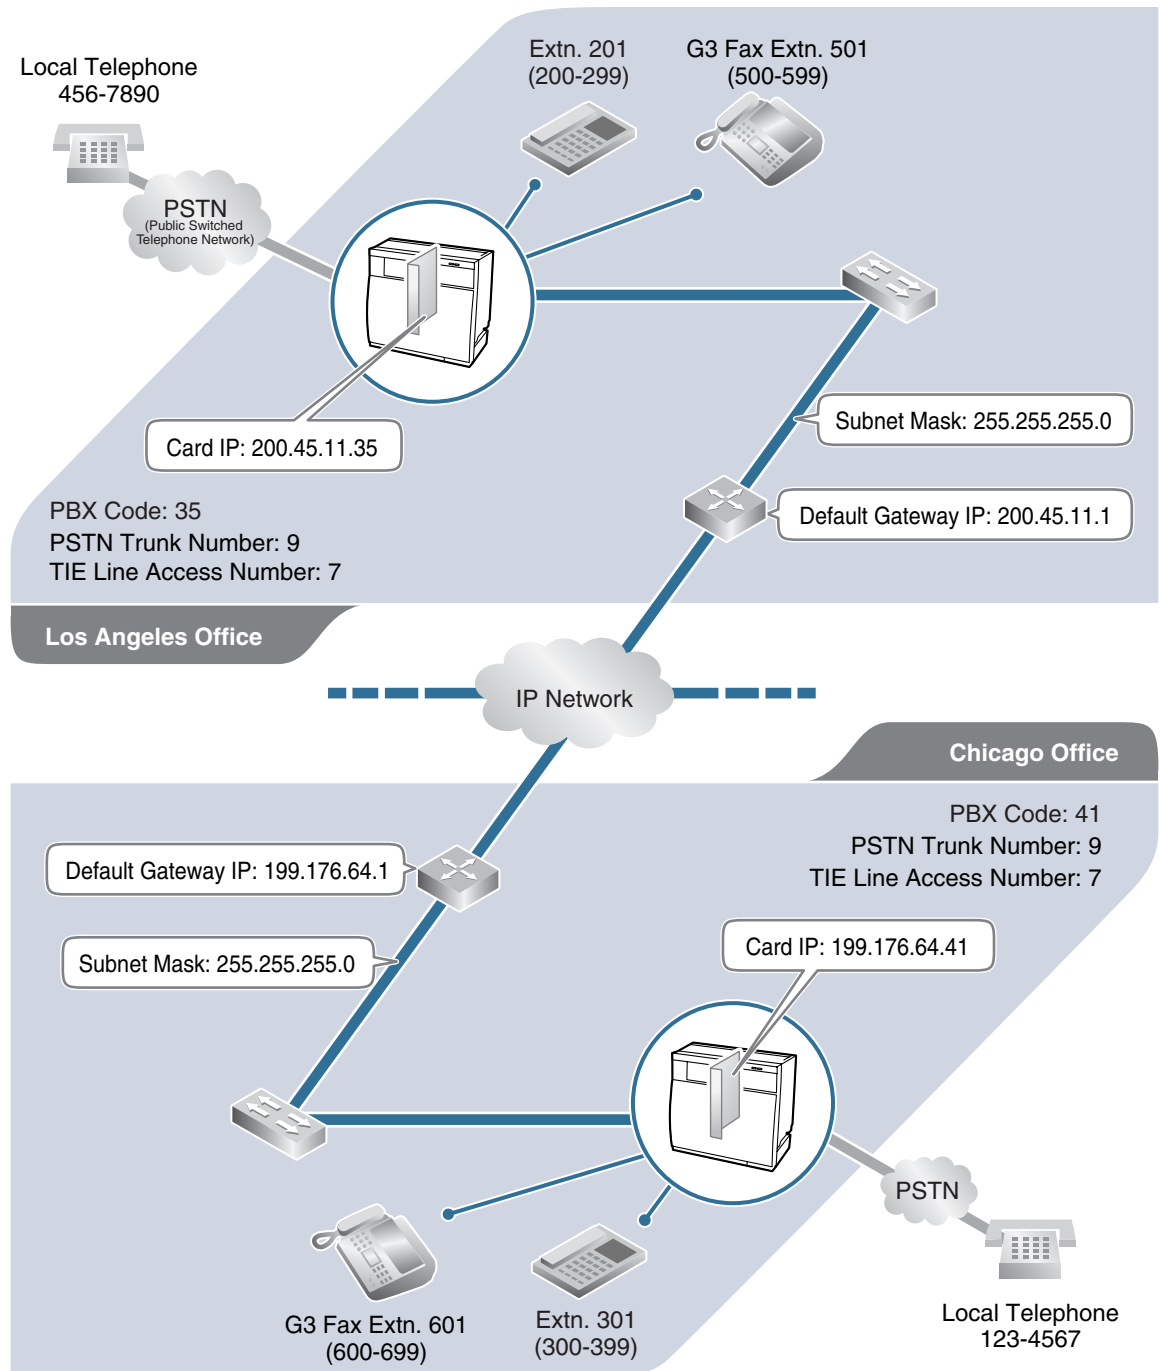 Local Telephone
456-7890
Extn. 201
(200-299)
G3 Fax Extn. 501
(500-599)
PSTN
(Public Switched
Telephone Network)
Card IP: 200.45.11.35
Subnet Mask: 255.255.255.0
Default Gateway IP: 200.45.11.1
PBX Code: 35
PSTN Trunk Number: 9
TIE Line Access Number: 7
Los Angeles Office
IP Network
Chicago Office
PBX Code: 41
PSTN Trunk Number: 9
TIE Line Access Number: 7
Default Gateway IP: 199.176.64.1
Subnet Mask: 255.255.255.0
Card IP: 199.176.64.41
PSTN
G3 Fax Extn. 601
(600-699)
Extn. 301
(300-399)
Local Telephone
123-4567